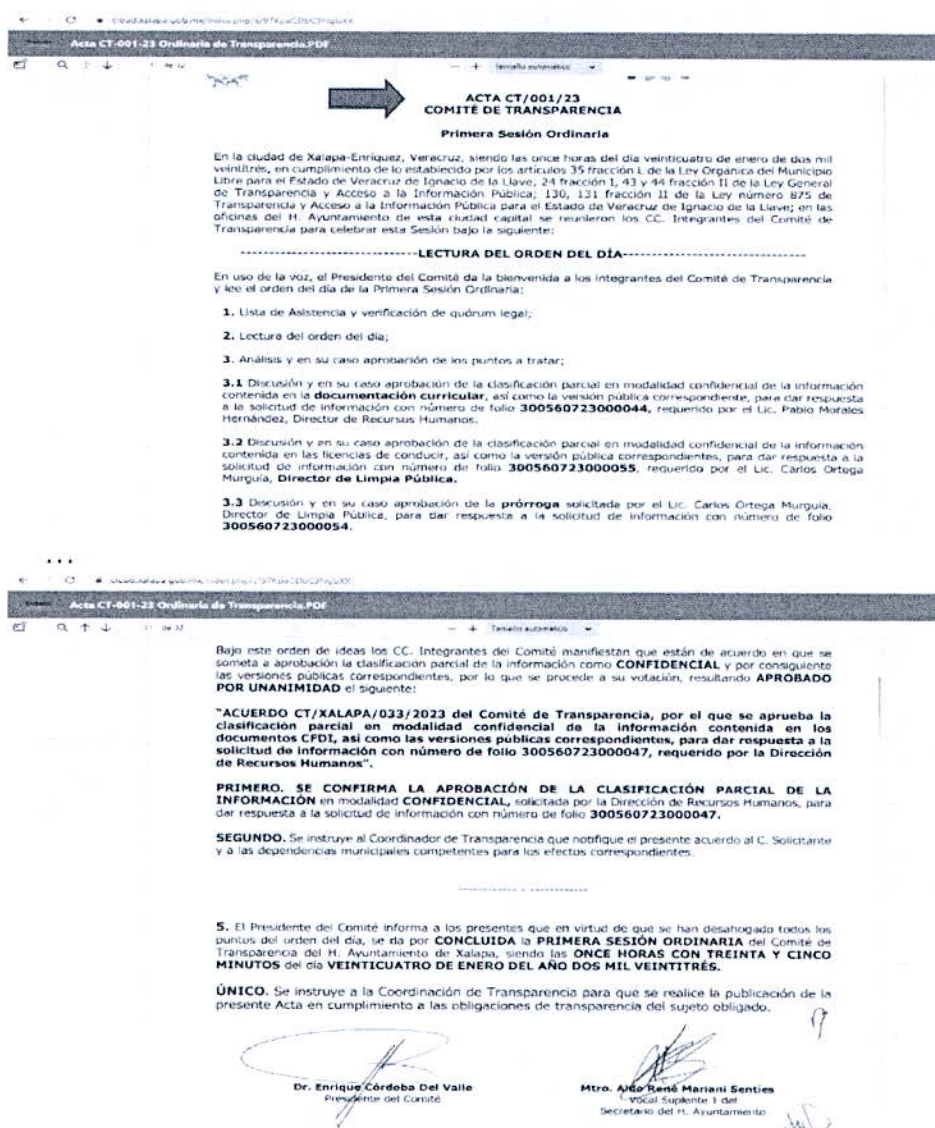 Acta CT-001-23 Ordinaria de Transparencia.PDF
Tamaño automático
ACTA CT/001/23
COMITÉ DE TRANSPARENCIA
Primera Sesión Ordinaria
En la ciudad de Xalapa-Enríquez, Veracruz, siendo las once horas del día veinticuatro de enero de dos mil
veintitrés, en cumplimiento de lo establecido por los artículos 35 fracción L de la Ley Orgánica del Municipio
Libre para el Estado de Veracruz de Ignacio de la Llave; 24 fracción I, 43 y 44 fracción II de la Ley General
de Transparencia y Acceso a la Información Pública; 130, 131 fracción II de la Ley número 875 de
Transparencia y Acceso a la Información Pública para el Estado de Veracruz de Ignacio de la Llave; en las
oficinas del H. Ayuntamiento de esta ciudad capital se reunieron los CC. Integrantes del Comité de
Transparencia para celebrar esta Sesión bajo la siguiente:
------------------------------LECTURA DEL ORDEN DEL DÍA------------------------------
En uso de la voz, el Presidente del Comité da la bienvenida a los integrantes del Comité de Transparencia
y lee el orden del día de la Primera Sesión Ordinaria:
1. Lista de Asistencia y verificación de quórum legal;
2. Lectura del orden del día;
3. Análisis y en su caso aprobación de los puntos a tratar;
3.1 Discusión y en su caso aprobación de la clasificación parcial en modalidad confidencial de la información
contenida en la documentación curricular, así como la versión pública correspondiente, para dar respuesta
a la solicitud de información con número de folio 300560723000044, requerido por el Lic. Pablo Morales
Hernández, Director de Recursos Humanos.
3.2 Discusión y en su caso aprobación de la clasificación parcial en modalidad confidencial de la información
contenida en las licencias de conducir, así como la versión pública correspondientes, para dar respuesta a la
solicitud de información con número de folio 300560723000055, requerido por el Lic. Carlos Ortega
Murguía, Director de Limpia Pública.
3.3 Discusión y en su caso aprobación de la prórroga solicitada por el Lic. Carlos Ortega Murguía,
Director de Limpia Pública, para dar respuesta a la solicitud de información con número de folio
300560723000054.
...
Acta CT-001-23 Ordinaria de Transparencia.PDF
Tamaño automático
Bajo este orden de ideas los CC. Integrantes del Comité manifiestan que están de acuerdo en que se
someta a aprobación la clasificación parcial de la información como CONFIDENCIAL y por consiguiente
las versiones públicas correspondientes, por lo que se procede a su votación, resultando APROBADO
POR UNANIMIDAD el siguiente:
"ACUERDO CT/XALAPA/033/2023 del Comité de Transparencia, por el que se aprueba la
clasificación parcial en modalidad confidencial de la información contenida en los
documentos CFDI, así como las versiones públicas correspondientes, para dar respuesta a la
solicitud de información con número de folio 300560723000047, requerido por la Dirección
de Recursos Humanos".
PRIMERO. SE CONFIRMA LA APROBACIÓN DE LA CLASIFICACIÓN PARCIAL DE LA
INFORMACIÓN en modalidad CONFIDENCIAL, solicitada por la Dirección de Recursos Humanos, para
dar respuesta a la solicitud de información con número de folio 300560723000047.
SEGUNDO. Se instruye al Coordinador de Transparencia que notifique el presente acuerdo al C. Solicitante
y a las dependencias municipales competentes para los efectos correspondientes.
5. El Presidente del Comité informa a los presentes que en virtud de que se han desahogado todos los
puntos del orden del día, se da por CONCLUIDA la PRIMERA SESIÓN ORDINARIA del Comité de
Transparencia del H. Ayuntamiento de Xalapa, siendo las ONCE HORAS CON TREINTA Y CINCO
MINUTOS del día VEINTICUATRO DE ENERO DEL AÑO DOS MIL VEINTITRÉS.
ÚNICO. Se instruye a la Coordinación de Transparencia para que se realice la publicación de la
presente Acta en cumplimiento a las obligaciones de transparencia del sujeto obligado.
Dr. Enrique Córdoba Del Valle
Presidente del Comité
Mtro. Aldo René Mariani Senties
Vocal Suplente 1 del
Secretario del H. Ayuntamiento